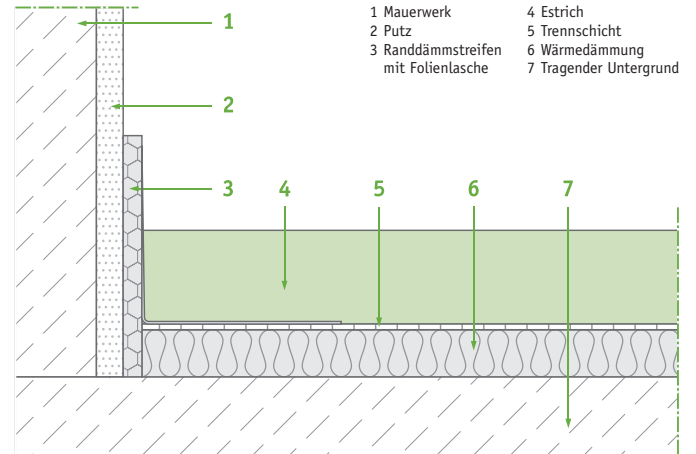 1 Mauerwerk
2 Putz
3 Randdämmstreifen
mit Folienlasche
4 Estrich
5 Trennschicht
6 Wärmedämmung
7 Tragender Untergrund
1
2
3
4
5
6
7